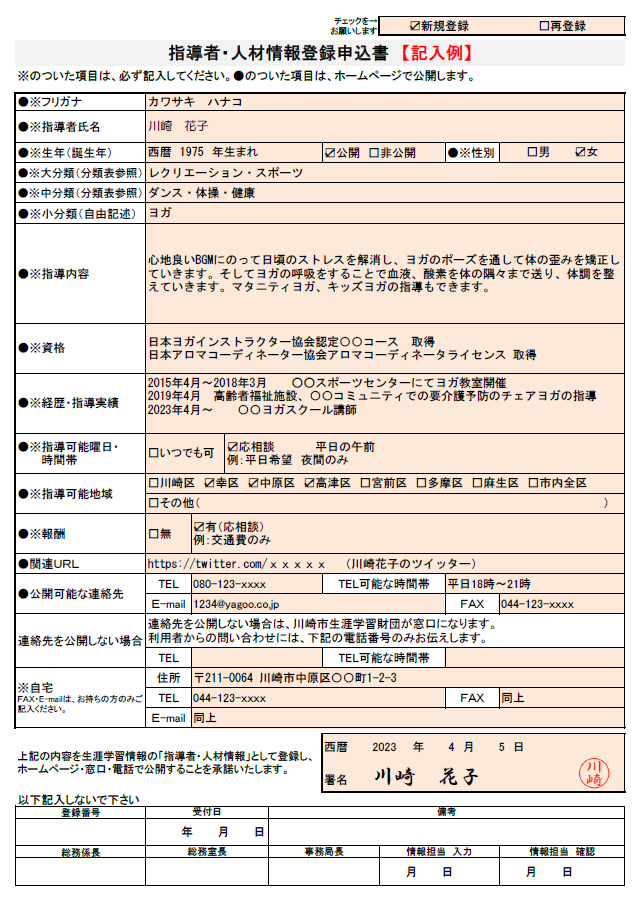 チェックを→
お願いします
☑新規登録 □再登録
指導者・人材情報登録申込書 【記入例】
※のついた項目は、必ず記入してください。●のついた項目は、ホームページで公開します。
●※フリガナ カワサキ ハナコ
●※指導者氏名 川崎 花子
●※生年(誕生年) 西暦 1975 年生まれ ☑公開 □非公開 ●※性別 □男 ☑女
●※大分類(分類表参照) レクリエーション・スポーツ
●※中分類(分類表参照) ダンス・体操・健康
●※小分類(自由記述) ヨガ
●※指導内容
心地良いBGMにのって日頃のストレスを解消し、ヨガのポーズを通して体の歪みを矯正し
ていきます。そしてヨガの呼吸をすることで血液、酸素を体の隅々まで送り、体調を整
えていきます。マタニティヨガ、キッズヨガの指導もできます。
●※資格
日本ヨガインストラクター協会認定〇〇コース 取得
日本アロマコーディネーター協会アロマコーディネータライセンス 取得
●※経歴・指導実績
2015年4月～2018年3月 〇〇スポーツセンターにてヨガ教室開催
2019年4月 高齢者福祉施設、〇〇コミュニティでの要介護予防のチェアヨガの指導
2023年4月～ 〇〇ヨガスクール講師
●※指導可能曜日・
時間帯
□いつでも可
☑応相談 平日の午前
例:平日希望 夜間のみ
●※指導可能地域
□川崎区 ☑幸区 ☑中原区 ☑高津区 □宮前区 □多摩区 □麻生区 □市内全区
□その他( )
●※報酬
□無
☑有(応相談)
例:交通費のみ
●関連URL https://twitter.com/ｘｘｘｘｘ (川崎花子のツイッター)
●公開可能な連絡先
TEL 080-123-xxxx TEL可能な時間帯 平日18時～21時
E-mail 1234@yagoo.co,jp FAX 044-123-xxxx
連絡先を公開しない場合
連絡先を公開しない場合は、川崎市生涯学習財団が窓口になります。
利用者からの問い合わせには、下記の電話番号のみお伝えします。
TEL TEL可能な時間帯
※自宅
FAX・E-mailは、お持ちの方のみご
記入ください。
住所 〒211-0064 川崎市中原区〇〇町1-2-3
TEL 044-123-xxxx FAX 同上
E-mail 同上
上記の内容を生涯学習情報の「指導者・人材情報」として登録し、
ホームページ・窓口・電話で公開することを承諾いたします。
西暦 2023 年 4 月 5 日
署名 川崎 花子 川崎
以下記入しないで下さい
登録番号 受付日 備考
年 月 日
総務係長 総務室長 事務局長 情報担当 入力 情報担当 確認
月 日 月 日